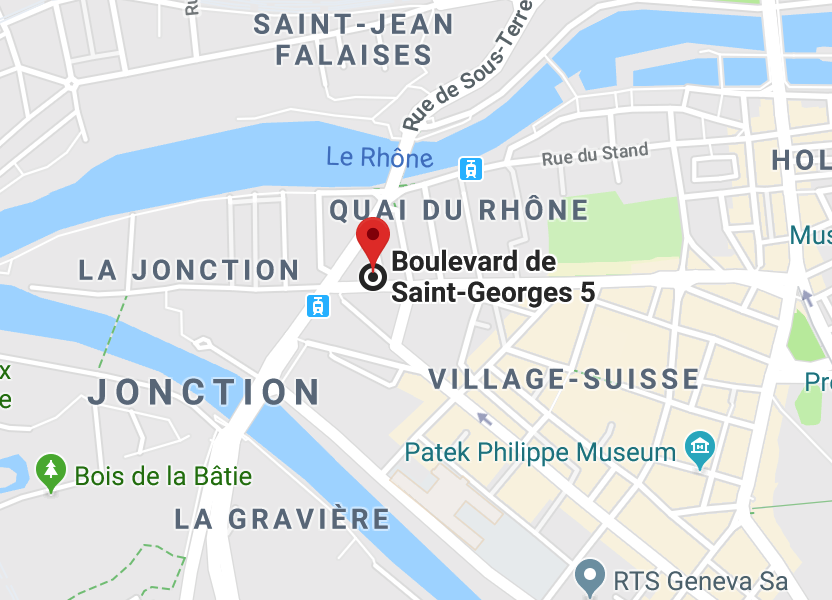 Ru
SAINT-JEAN
FALAISES
Rue de Sous-Terre
Le Rhône
Rue du Stand
HOL
QUAI DU RHÔNE
Mus
LA JONCTION
Boulevard de
Saint-Georges 5
x
e
JONCTION
VILLAGE-SUISSE
Pro
Patek Philippe Museum
Bois de la Bâtie
LA GRAVIÈRE
RTS Geneva Sa